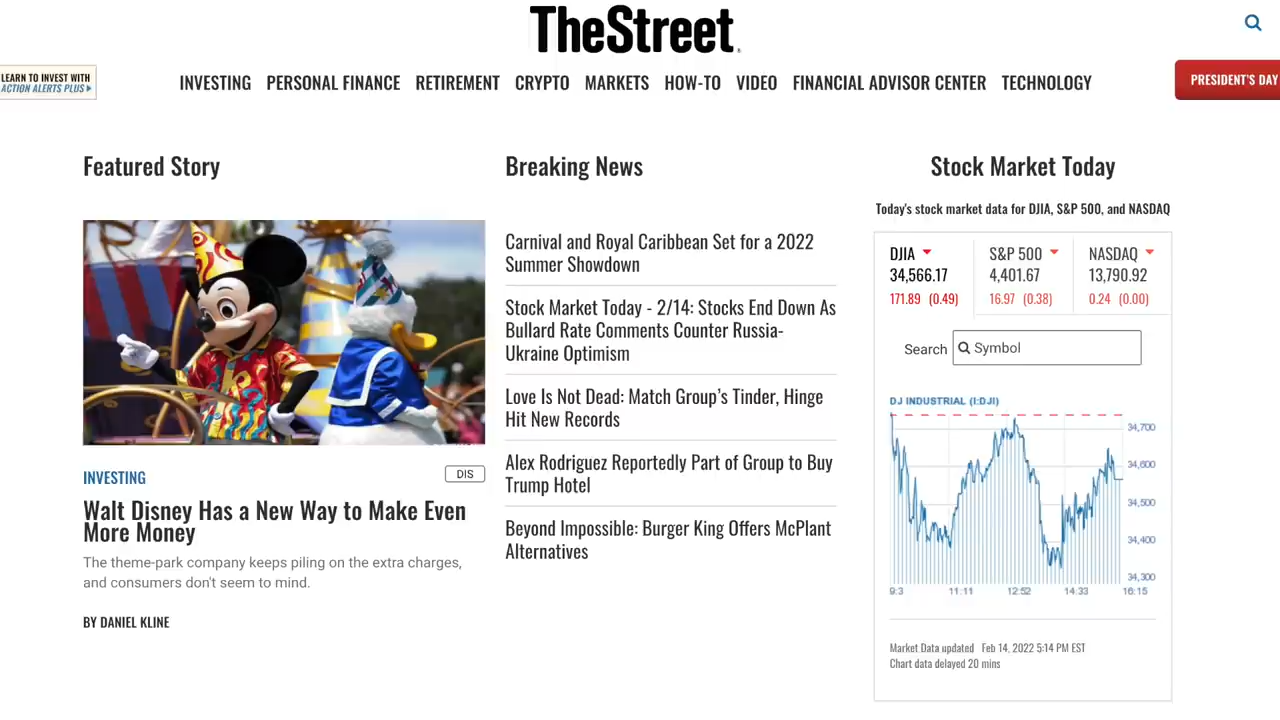 TheStreet
LEARN TO INVEST WITH
ACTION ALERTS PLUS
INVESTING PERSONAL FINANCE RETIREMENT CRYPTO MARKETS HOW-TO VIDEO FINANCIAL ADVISOR CENTER TECHNOLOGY
PRESIDENT'S DAY
Featured Story
INVESTING
DIS
Walt Disney Has a New Way to Make Even
More Money
The theme-park company keeps piling on the extra charges,
and consumers don't seem to mind.
BY DANIEL KLINE
Breaking News
Carnival and Royal Caribbean Set for a 2022
Summer Showdown
Stock Market Today - 2/14: Stocks End Down As
Bullard Rate Comments Counter Russia-
Ukraine Optimism
Love Is Not Dead: Match Group’s Tinder, Hinge
Hit New Records
Alex Rodriguez Reportedly Part of Group to Buy
Trump Hotel
Beyond Impossible: Burger King Offers McPlant
Alternatives
Stock Market Today
Today's stock market data for DJIA, S&P 500, and NASDAQ
DJIA S&P 500 NASDAQ
34,566.17 4,401.67 13,790.92
171.89 (0.49) 16.97 (0.38) 0.24 (0.00)
Search Symbol
DJ INDUSTRIAL (I:DJI)
34,700
34,600
34,500
34,400
34,300
9:3 11:11 12:52 14:33 16:15
Market Data updated Feb 14, 2022 5:14 PM EST
Chart data delayed 20 mins